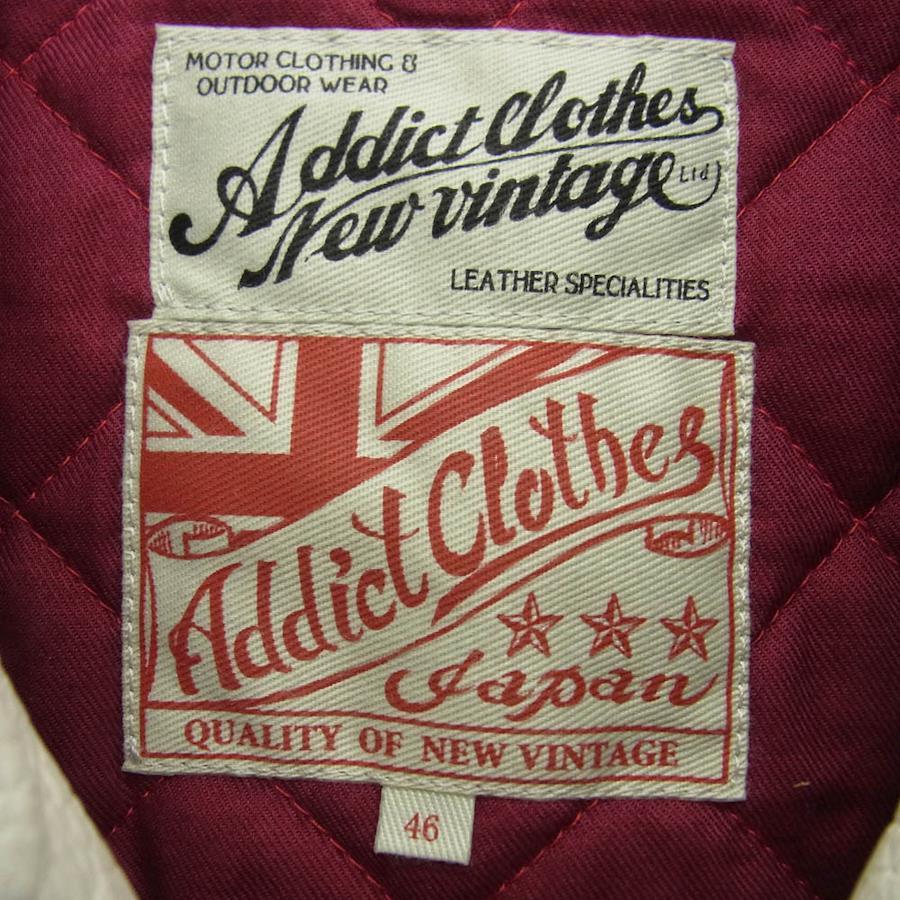 MOTOR CLOTHING &
OUTDOOR WEAR
Addict Clothes
New vintage Ltd
LEATHER SPECIALITIES
Addict Clothes
Japan
QUALITY OF NEW VINTAGE
46